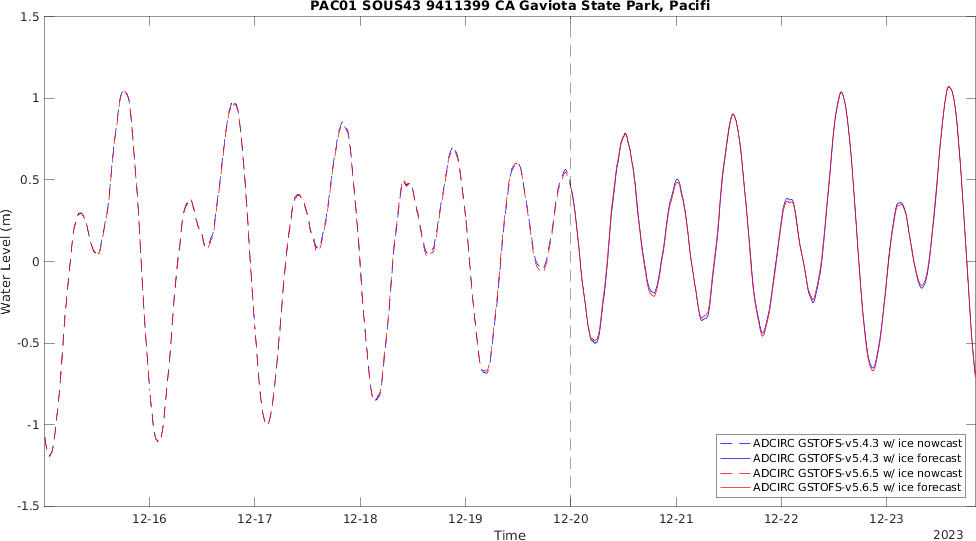 PAC01 SOUS43 9411399 CA Gaviota State Park, Pacifi
1.5
1
0.5
0
-0.5
-1
-1.5
Water Level (m)
12-16
12-17
12-18
12-19
12-20
12-21
12-22
12-23
Time
2023
ADCIRC GSTOFS-v5.4.3 w/ ice nowcast
ADCIRC GSTOFS-v5.4.3 w/ ice forecast
ADCIRC GSTOFS-v5.6.5 w/ ice nowcast
ADCIRC GSTOFS-v5.6.5 w/ ice forecast